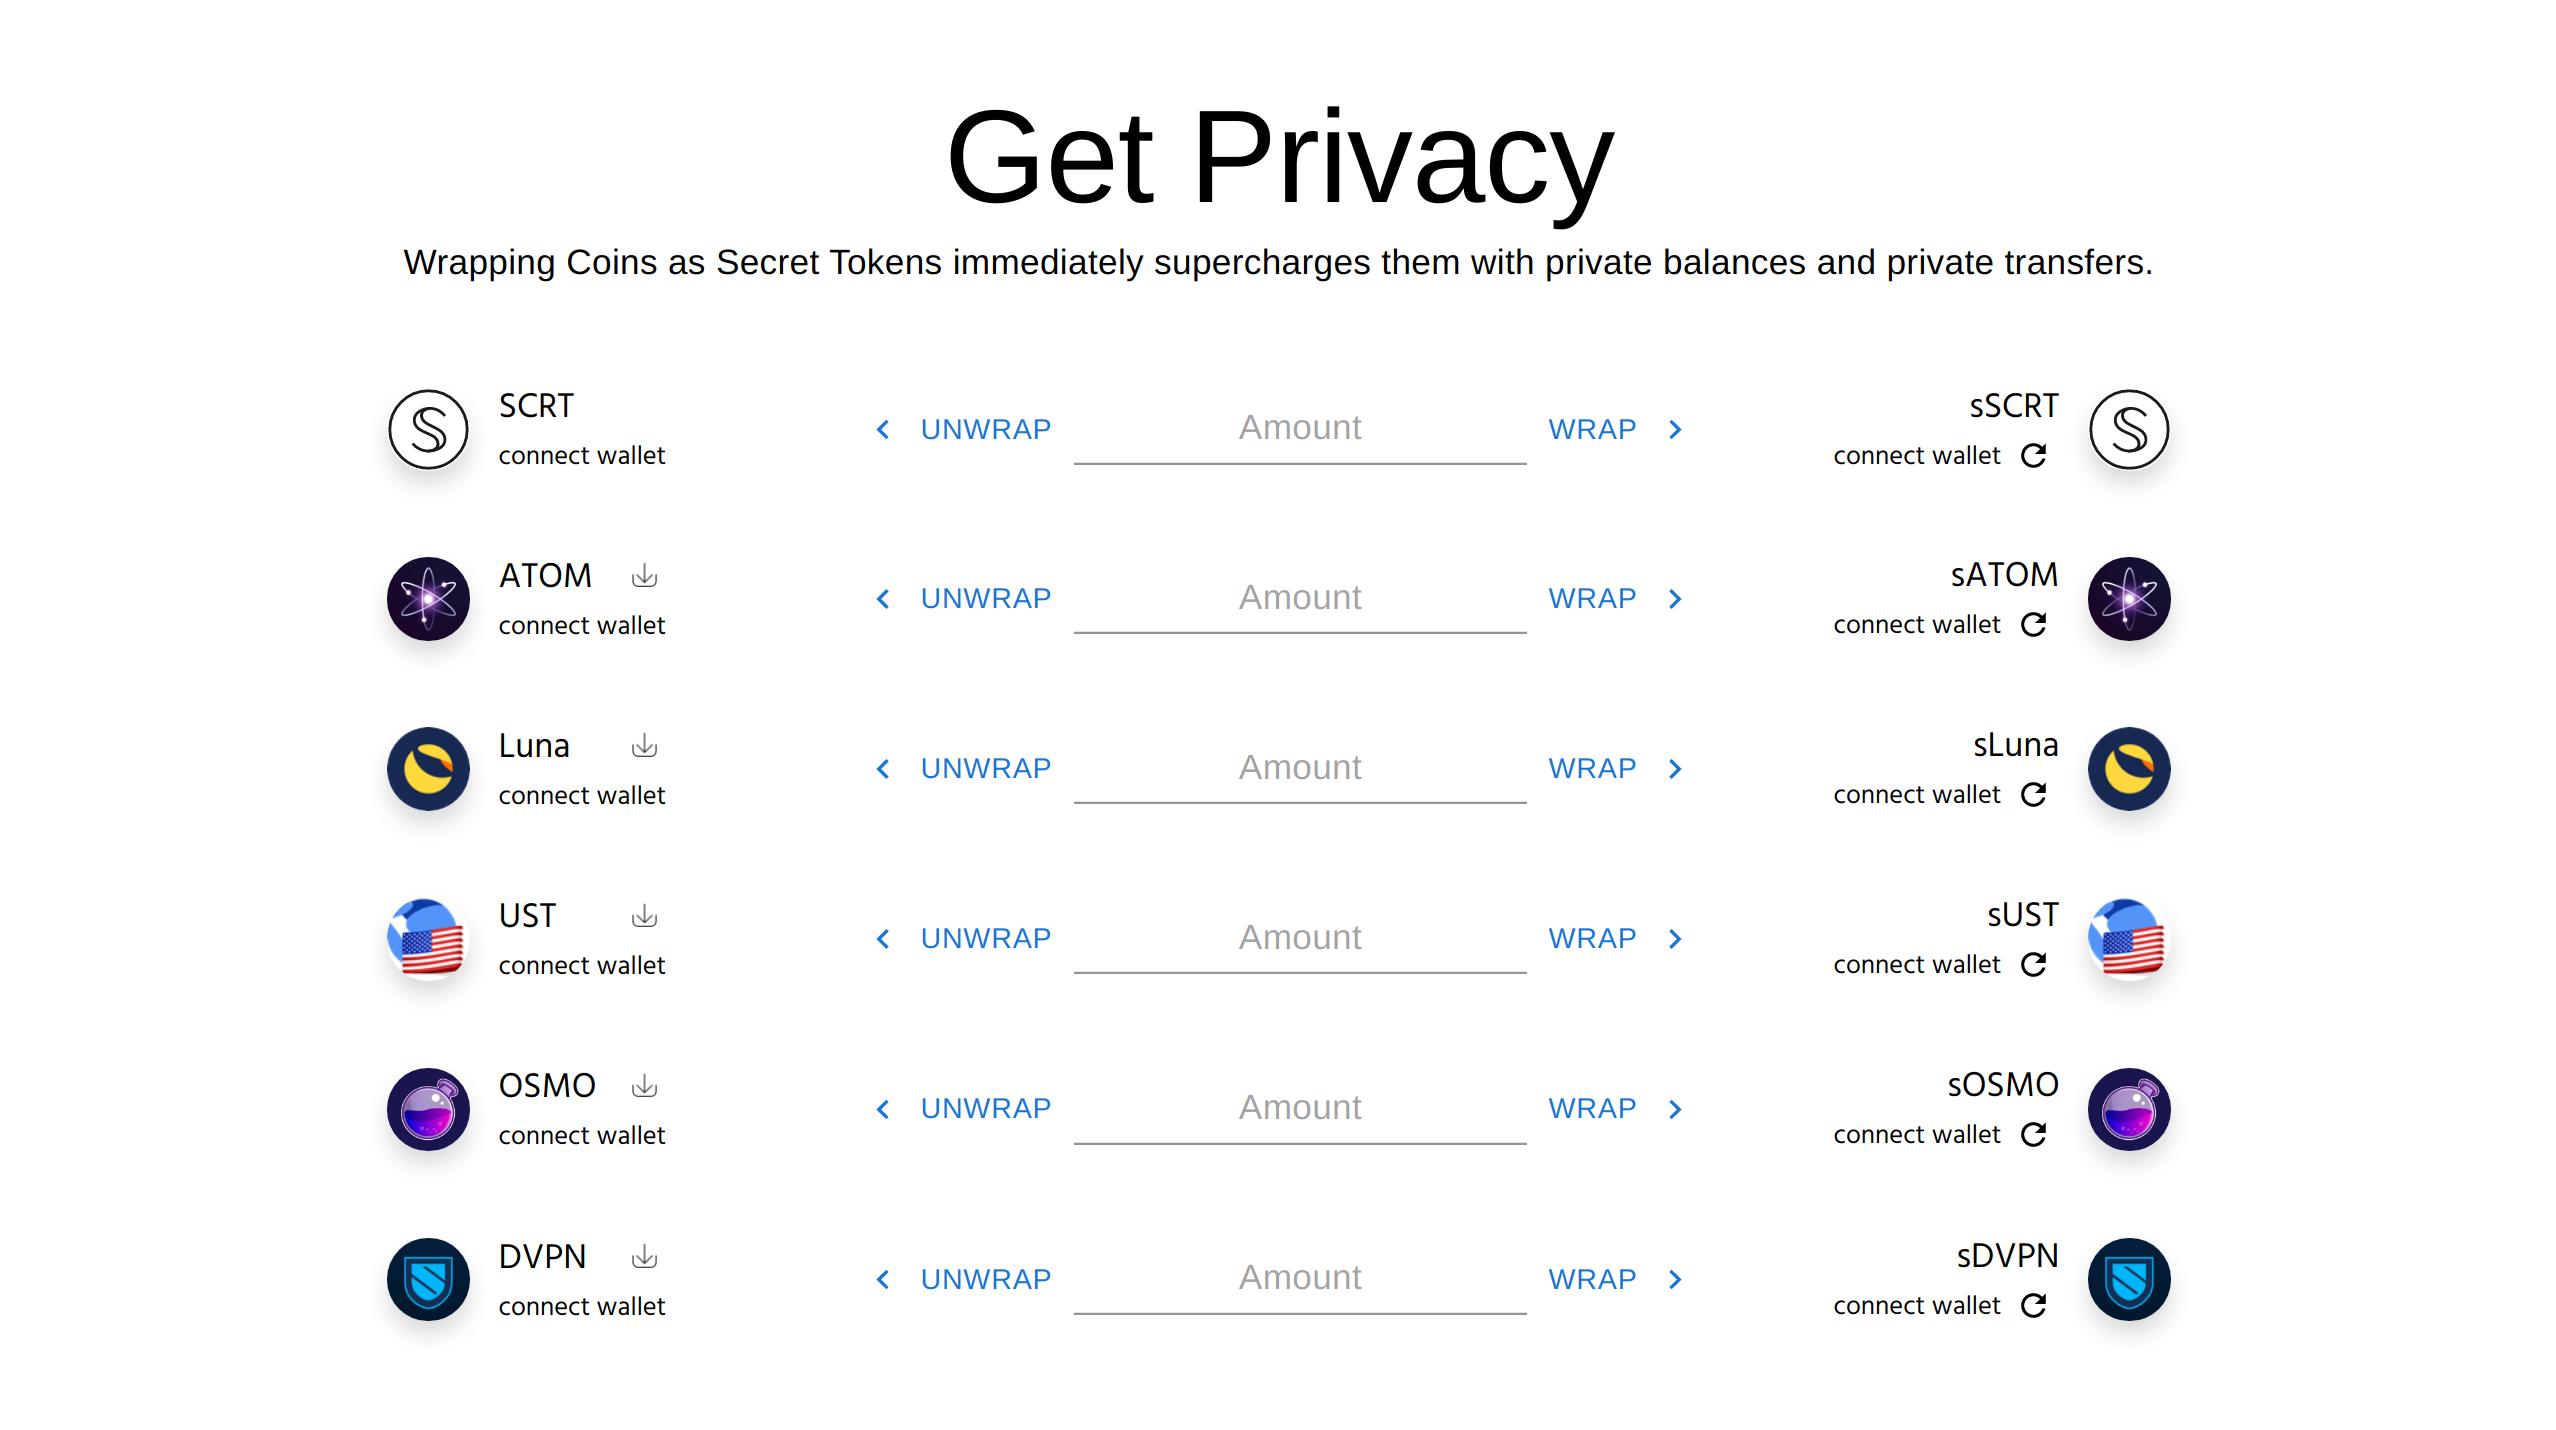 Get Privacy
Wrapping Coins as Secret Tokens immediately supercharges them with private balances and private transfers.
SCRT
connect wallet
UNWRAP
Amount
WRAP
sSCRT
connect wallet
ATOM
connect wallet
UNWRAP
Amount
WRAP
sATOM
connect wallet
Luna
connect wallet
UNWRAP
Amount
WRAP
sLuna
connect wallet
UST
connect wallet
UNWRAP
Amount
WRAP
sUST
connect wallet
OSMO
connect wallet
UNWRAP
Amount
WRAP
sOSMO
connect wallet
DVPN
connect wallet
UNWRAP
Amount
WRAP
sDVPN
connect wallet